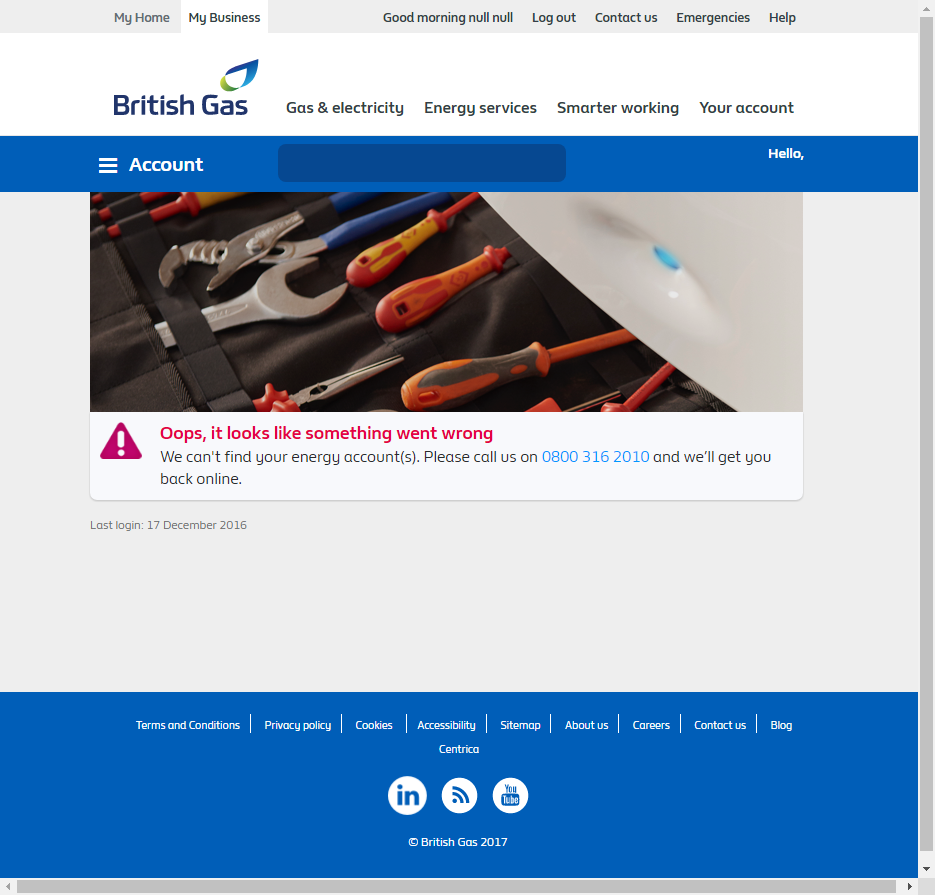 My Home My Business Good morning null null Log out Contact us Emergencies Help
British Gas Gas & electricity Energy services Smarter working Your account
Account Hello,
Oops, it looks like something went wrong
We can't find your energy account(s). Please call us on 0800 316 2010 and we’ll get you
back online.
Last login: 17 December 2016
Terms and Conditions Privacy policy Cookies Accessibility Sitemap About us Careers Contact us Blog
Centrica
in You Tube
© British Gas 2017